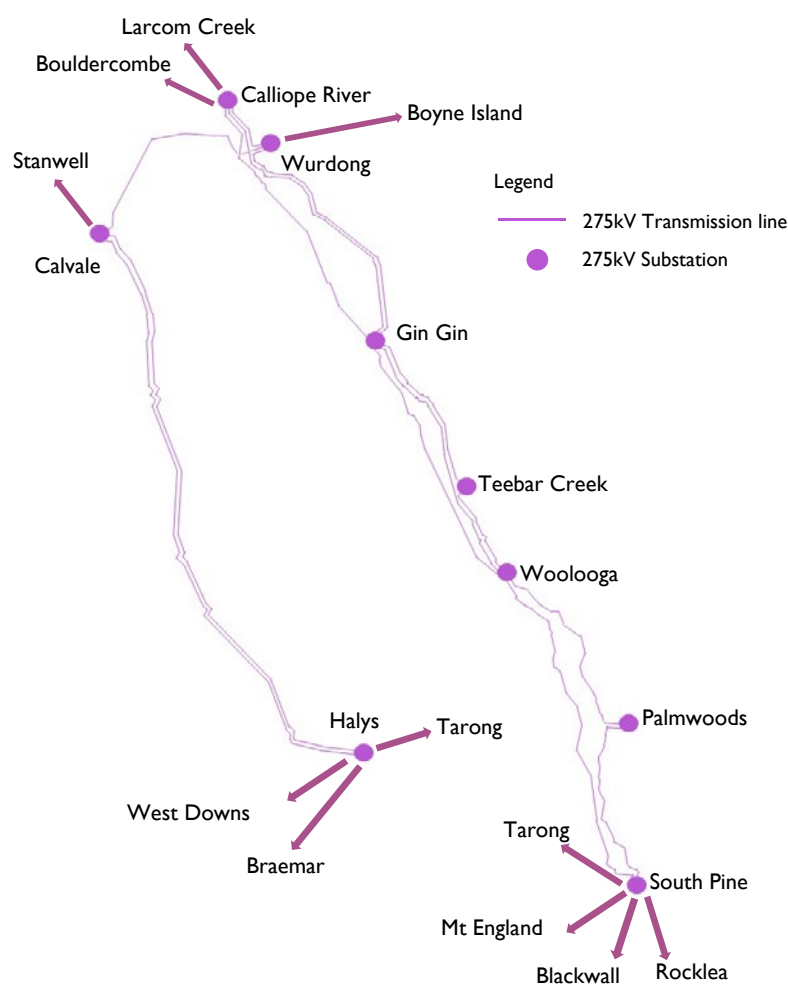 Larcom Creek
Bouldercombe
Calliope River
Boyne Island
Stanwell
Wurdong
Legend
275kV Transmission line
Calvale
275kV Substation
Gin Gin
Teebar Creek
Woolooga
Halys
Palmwoods
Tarong
West Downs
Tarong
Braemar
South Pine
Mt England
Blackwall
Rocklea